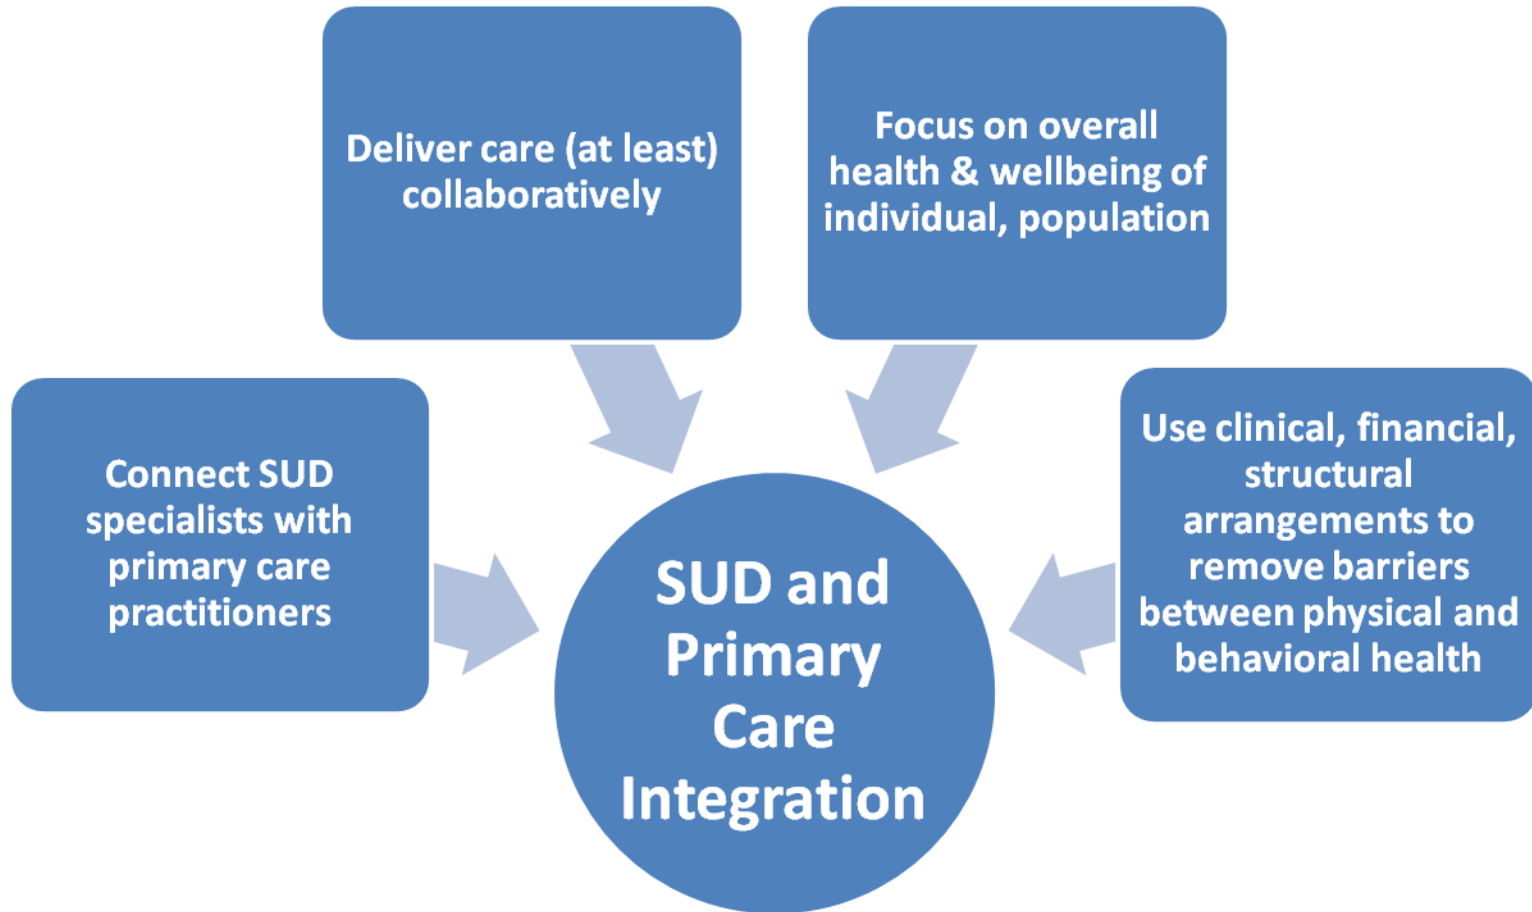 Deliver care (at least)
collaboratively
Focus on overall
health & wellbeing of
individual, population
Connect SUD
specialists with
primary care
practitioners
Use clinical, financial,
structural
arrangements to
remove barriers
between physical and
behavioral health
SUD and
Primary
Care
Integration